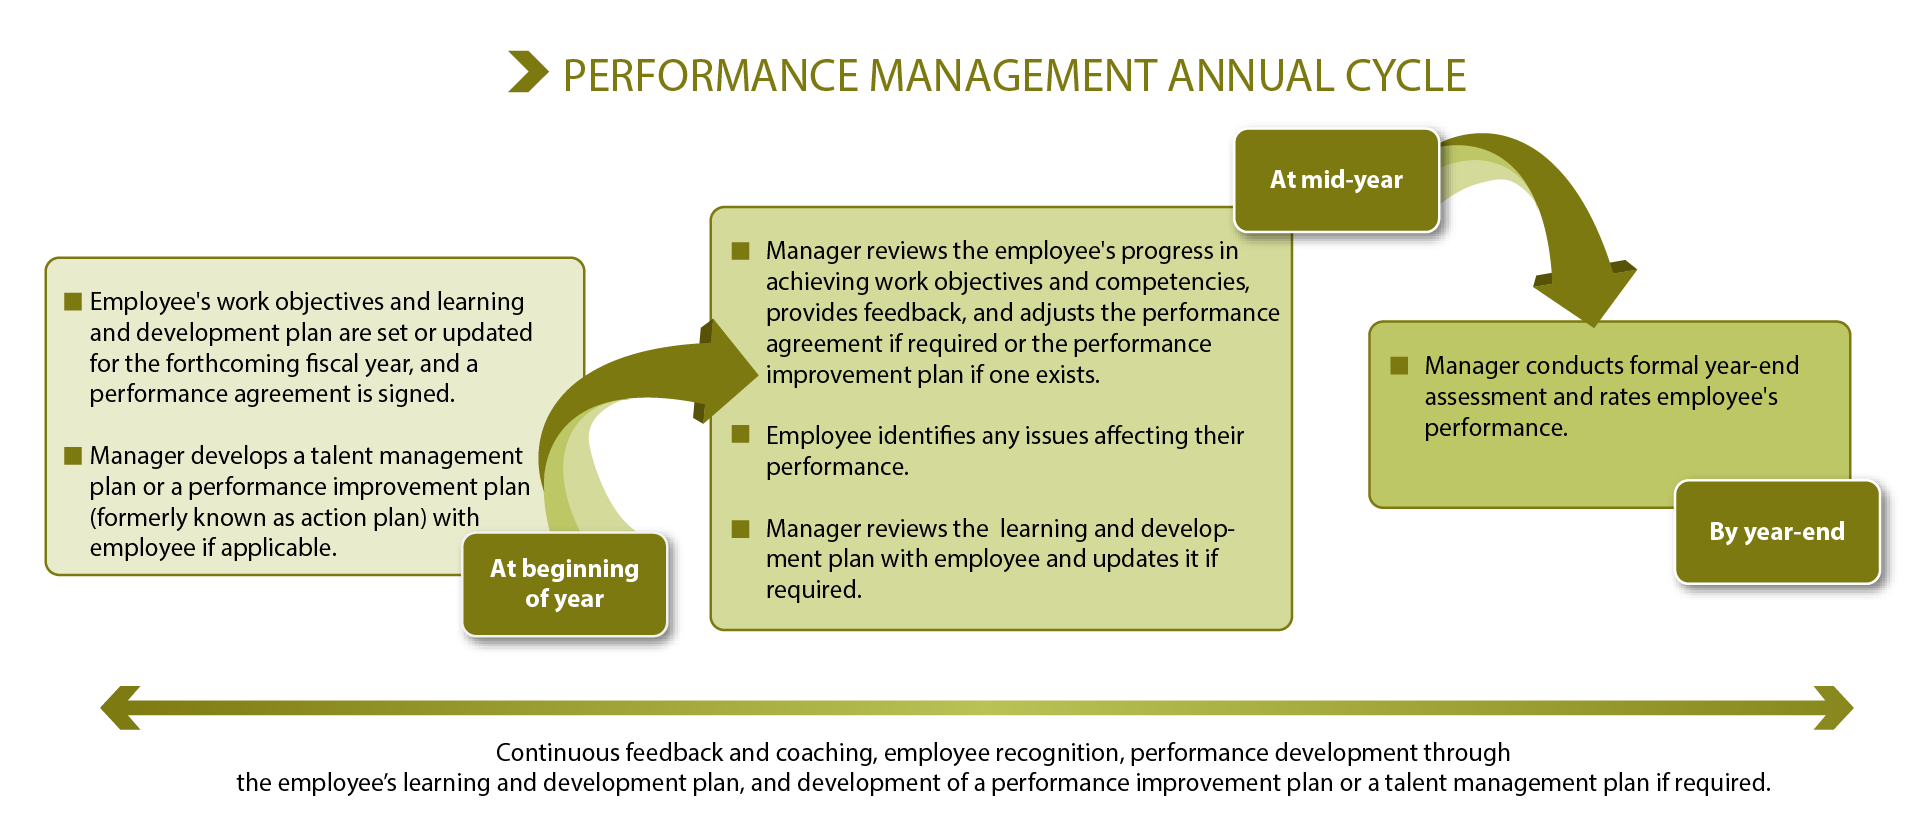 PERFORMANCE MANAGEMENT ANNUAL CYCLE
Employee's work objectives and learning
and development plan are set or updated
for the forthcoming fiscal year, and a
performance agreement is signed.
Manager develops a talent management
plan or a performance improvement plan
(formerly known as action plan) with
employee if applicable.
At beginning
of year
Manager reviews the employee's progress in
achieving work objectives and competencies,
provides feedback, and adjusts the performance
agreement if required or the performance
improvement plan if one exists.
Employee identifies any issues affecting their
performance.
Manager reviews the learning and develop-
ment plan with employee and updates it if
required.
At mid-year
Manager conducts formal year-end
assessment and rates employee's
performance.
By year-end
Continuous feedback and coaching, employee recognition, performance development through
the employee’s learning and development plan, and development of a performance improvement plan or a talent management plan if required.